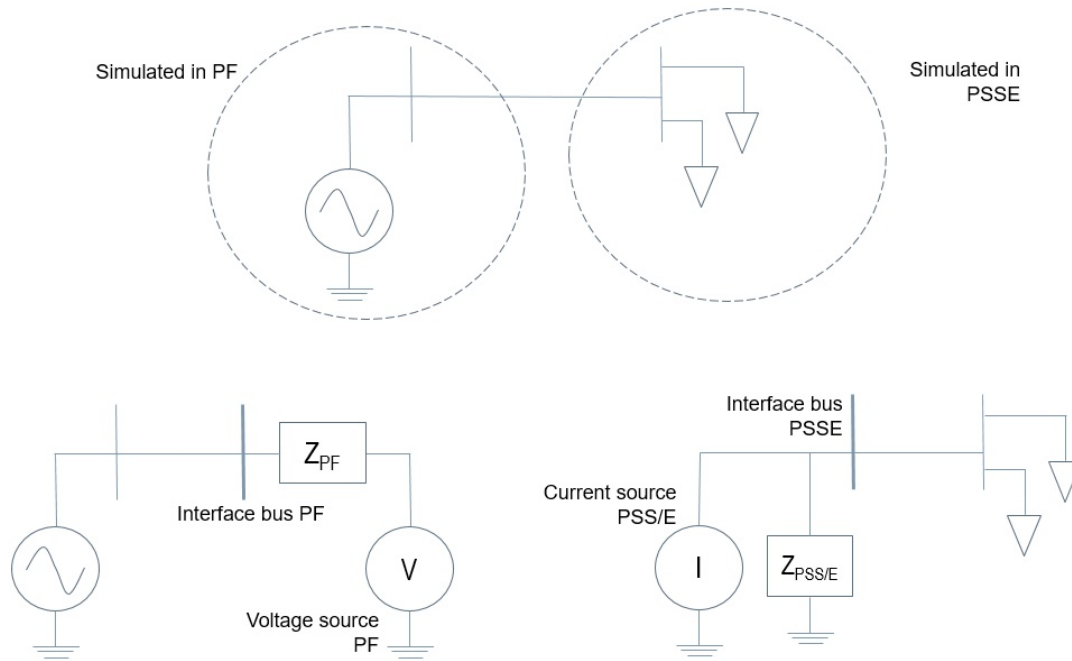 Simulated in PF
Simulated in
PSSE
Z_PF
Interface bus PF
V
Voltage source
PF
Interface bus
PSSE
Current source
PSS/E
I
Z_PSS/E